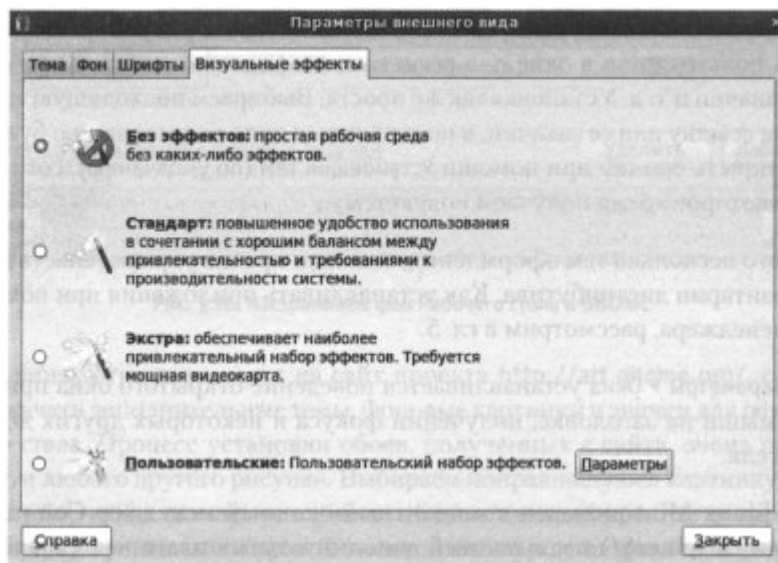 Параметры внешнего вида
Тема Фон Шрифты Визуальные эффекты
Без эффектов: простая рабочая среда
без каких-либо эффектов.
Стандарт: повышенное удобство использования
в сочетании с хорошим балансом между
привлекательностью и требованиями к
производительности системы.
Экстра: обеспечивает наиболее
привлекательный набор эффектов. Требуется
мощная видеокарта.
Пользовательские: Пользовательский набор эффектов. Параметры
Справка
Закрыть